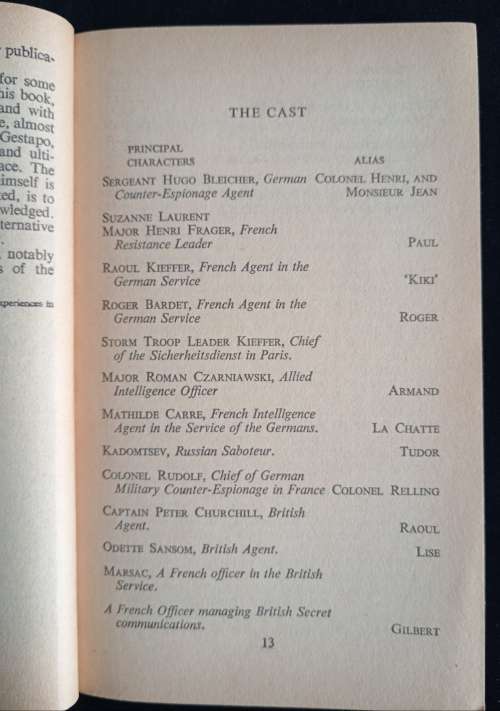 publica-
for some
his book,
and with
e, almost
Gestapo,
and ulti-
ace. The
imself is
ted, is to
wledged.
ternative
notably
s of the
xperiences in
THE CAST
PRINCIPAL
CHARACTERS ALIAS
SERGEANT HUGO BLEICHER, German COLONEL HENRI, AND
Counter-Espionage Agent MONSIEUR JEAN
SUZANNE LAURENT
MAJOR HENRI FRAGER, French
Resistance Leader PAUL
RAOUL KIEFFER, French Agent in the
German Service 'KIKI'
ROGER BARDET, French Agent in the
German Service ROGER
STORM TROOP LEADER KIEFFER, Chief
of the Sicherheitsdienst in Paris.
MAJOR ROMAN CZARNIAWSKI, Allied
Intelligence Officer ARMAND
MATHILDE CARRE, French Intelligence
Agent in the Service of the Germans. LA CHATTE
KADOMTSEV, Russian Saboteur. TUDOR
COLONEL RUDOLF, Chief of German
Military Counter-Espionage in France COLONEL RELLING
CAPTAIN PETER CHURCHILL, British
Agent. RAOUL
ODETTE SANSOM, British Agent. LISE
MARSAC, A French officer in the British
Service.
A French Officer managing British Secret
communications. GILBERT
13